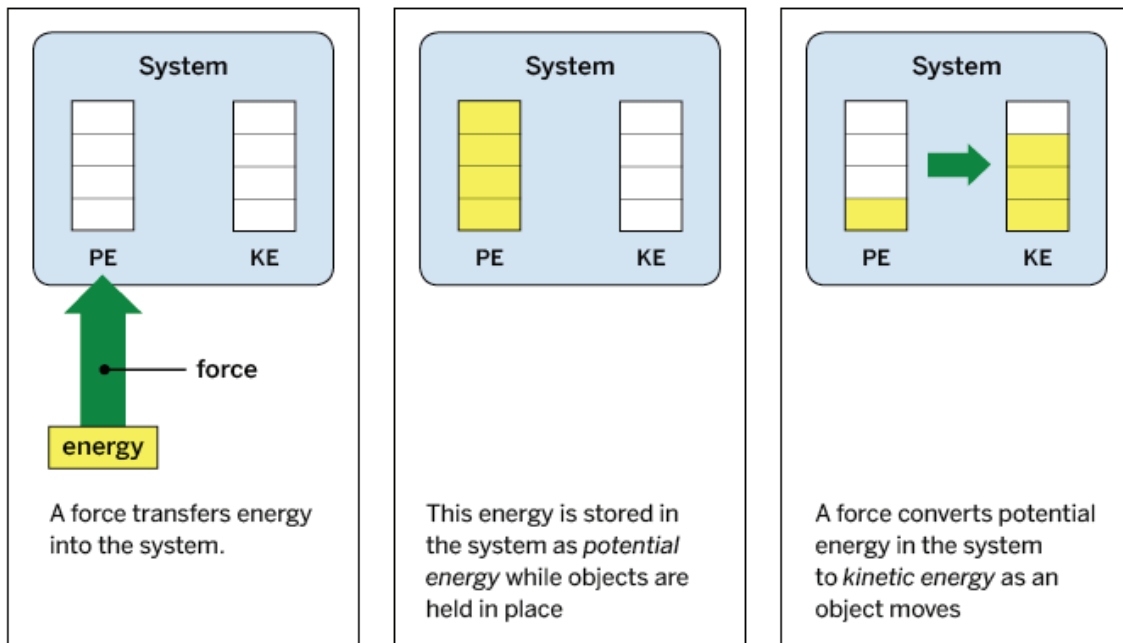 System
PE
KE
force
energy
A force transfers energy
into the system.
System
PE
KE
This energy is stored in
the system as potential
energy while objects are
held in place
System
PE
KE
A force converts potential
energy in the system
to kinetic energy as an
object moves